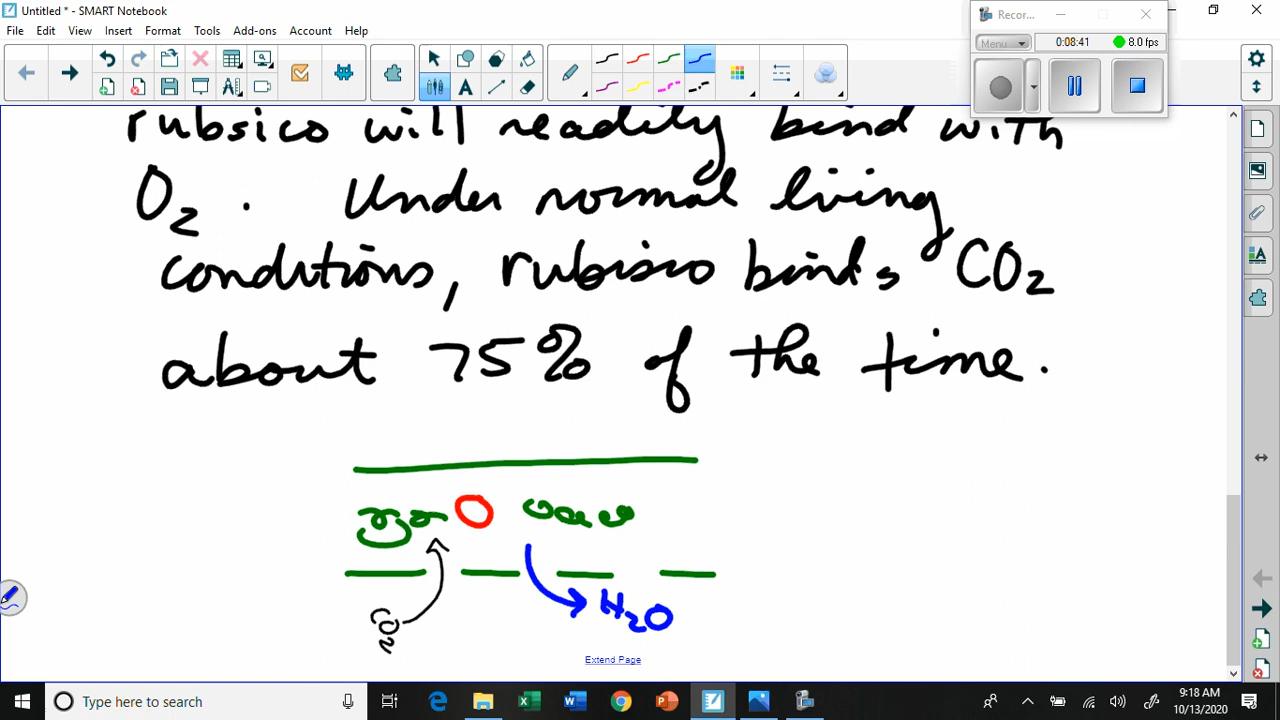 Untitled * - SMART Notebook
Recor...
File Edit View Insert Format Tools Add-ons Account Help
Menu
0:08:41
8.0 fps
rubsico will readily bind with
O₂. Under normal living
conditions, rubisco binds CO₂
about 75% of the time.
CO₂
H₂O
Extend Page
Type here to search
9:18 AM
10/13/2020